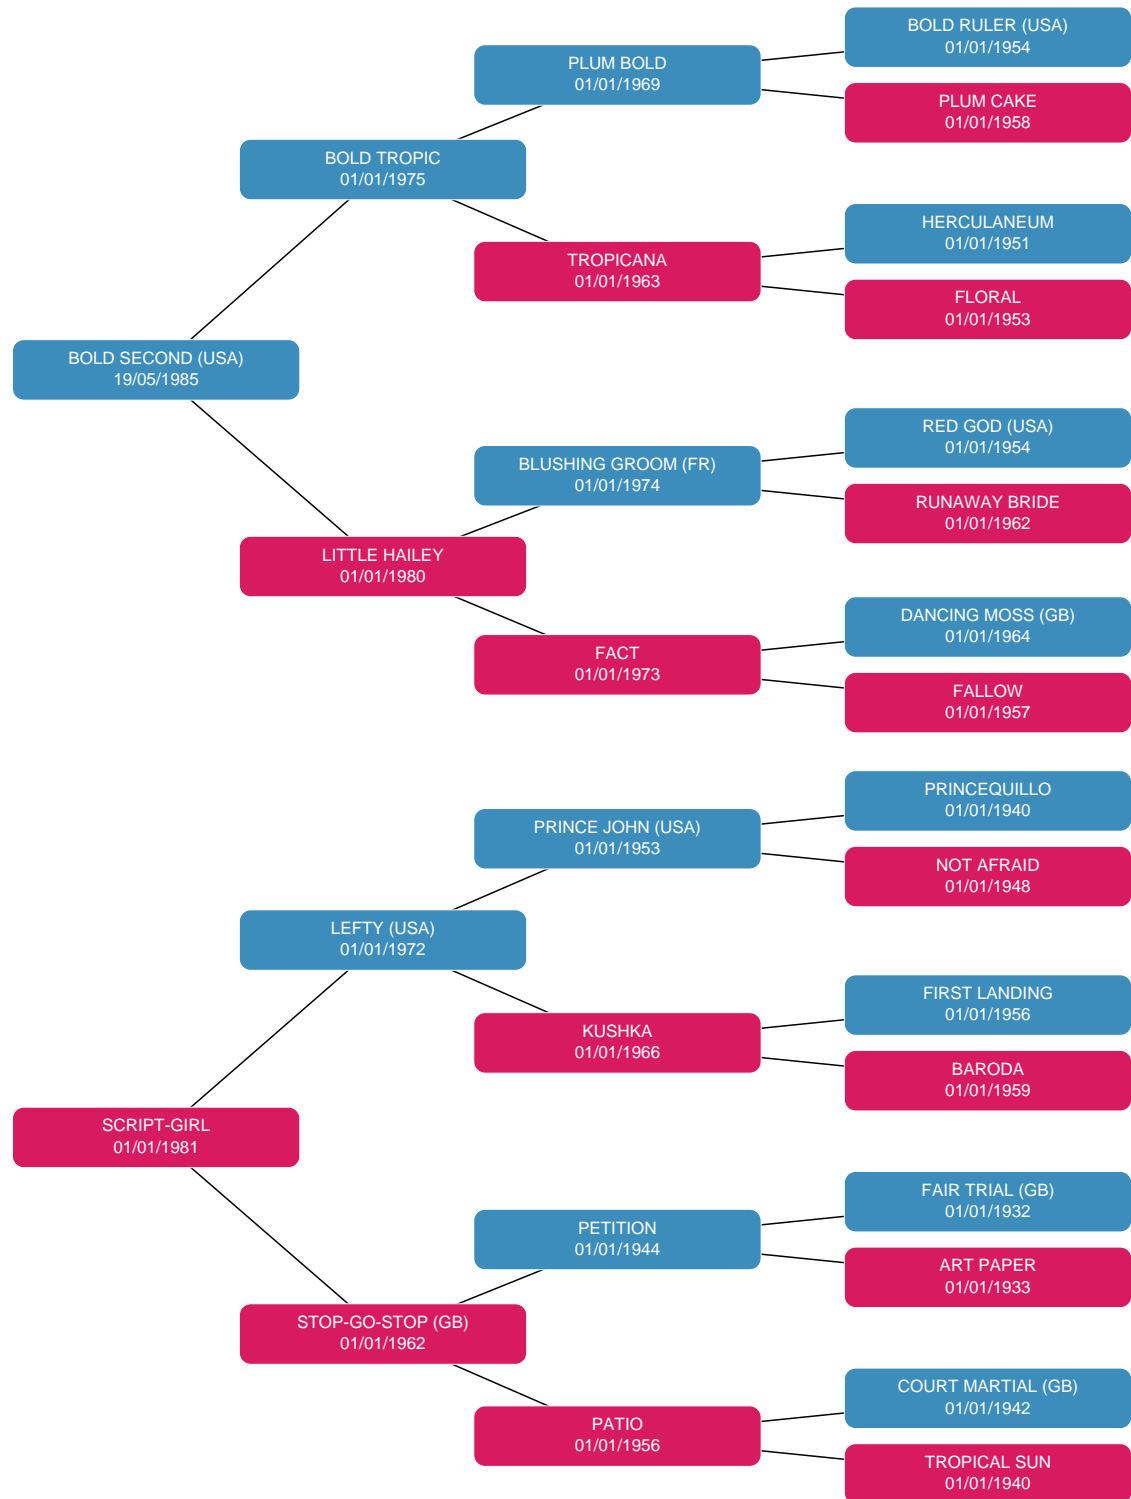 BOLD RULER (USA)
01/01/1954
PLUM BOLD
01/01/1969
PLUM CAKE
01/01/1958
BOLD TROPIC
01/01/1975
HERCULANEUM
01/01/1951
TROPICANA
01/01/1963
FLORAL
01/01/1953
BOLD SECOND (USA)
19/05/1985
RED GOD (USA)
01/01/1954
BLUSHING GROOM (FR)
01/01/1974
RUNAWAY BRIDE
01/01/1962
LITTLE HAILEY
01/01/1980
DANCING MOSS (GB)
01/01/1964
FACT
01/01/1973
FALLOW
01/01/1957
PRINCEQUILLO
01/01/1940
PRINCE JOHN (USA)
01/01/1953
NOT AFRAID
01/01/1948
LEFTY (USA)
01/01/1972
FIRST LANDING
01/01/1956
KUSHKA
01/01/1966
BARODA
01/01/1959
SCRIPT-GIRL
01/01/1981
FAIR TRIAL (GB)
01/01/1932
PETITION
01/01/1944
ART PAPER
01/01/1933
STOP-GO-STOP (GB)
01/01/1962
COURT MARTIAL (GB)
01/01/1942
PATIO
01/01/1956
TROPICAL SUN
01/01/1940